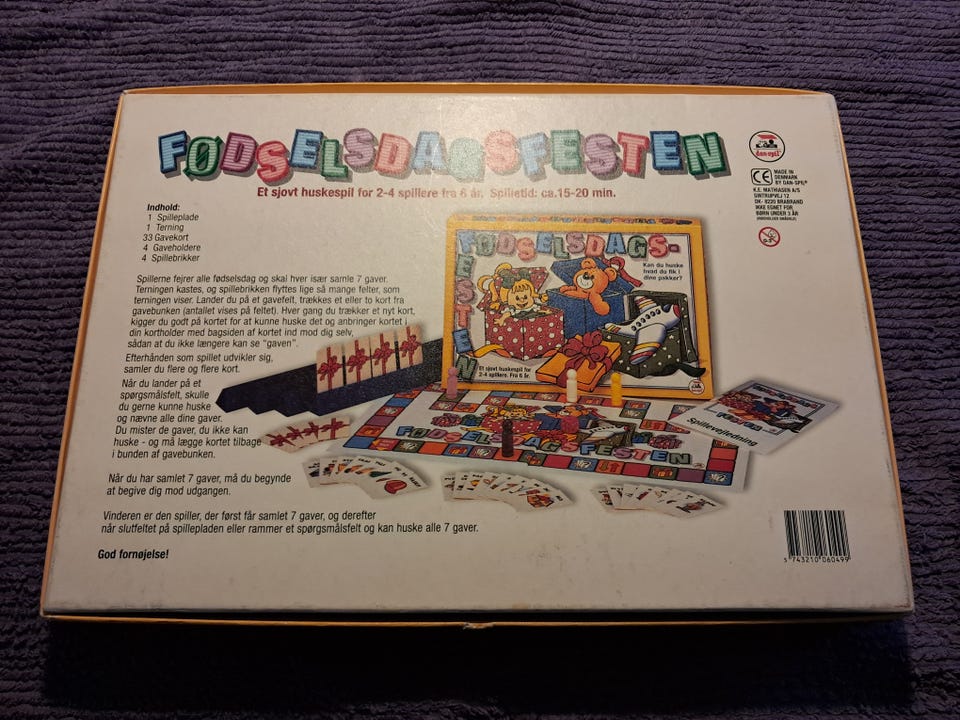 FØDSELSDAGSFESTEN
Et sjovt huskespil for 2-4 spillere fra 6 år. Spilletid: ca.15-20 min.
dan-spil
CE
MADE IN
DENMARK
BY DAN-SPIL®
K.E. MATHIASEN A/S
SINTRUPVEJ 12
DK- 8220 BRABRAND
IKKE EGNET FOR
BØRN UNDER 3 ÅR
0-3
Indhold:
1 Spilleplade
1 Terning
33 Gavekort
4 Gaveholdere
4 Spillebrikker
Spillerne fejrer alle fødselsdag og skal hver især samle 7 gaver.
Terningen kastes, og spillebrikken flyttes lige så mange felter, som
terningen viser. Lander du på et gavefelt, trækkes et eller to kort fra
gavebunken (antallet vises på feltet). Hver gang du trækker et nyt kort,
kigger du godt på kortet for at kunne huske det og anbringer kortet i
din kortholder med bagsiden af kortet ind mod dig selv,
sådan at du ikke længere kan se "gaven".
Efterhånden som spillet udvikler sig,
samler du flere og flere kort.
Når du lander på et
spørgsmålsfelt, skulle
du gerne kunne huske
og nævne alle dine gaver.
Du mister de gaver, du ikke kan
huske - og må lægge kortet tilbage
i bunden af gavebunken.
Når du har samlet 7 gaver, må du begynde
at begive dig mod udgangen.
Vinderen er den spiller, der først får samlet 7 gaver, og derefter
når slutfeltet på spillepladen eller rammer et spørgsmålsfelt og kan huske alle 7 gaver.
God fornøjelse!
FØDSELSDAGS-
FESTEN
Kan du huske
hvad du fik i
dine pakker?
Et sjovt huskespil for
2-4 spillere. Fra 6 år.
FØDSELSDAGSFESTEN
Spillevejledning
5 743210 060499